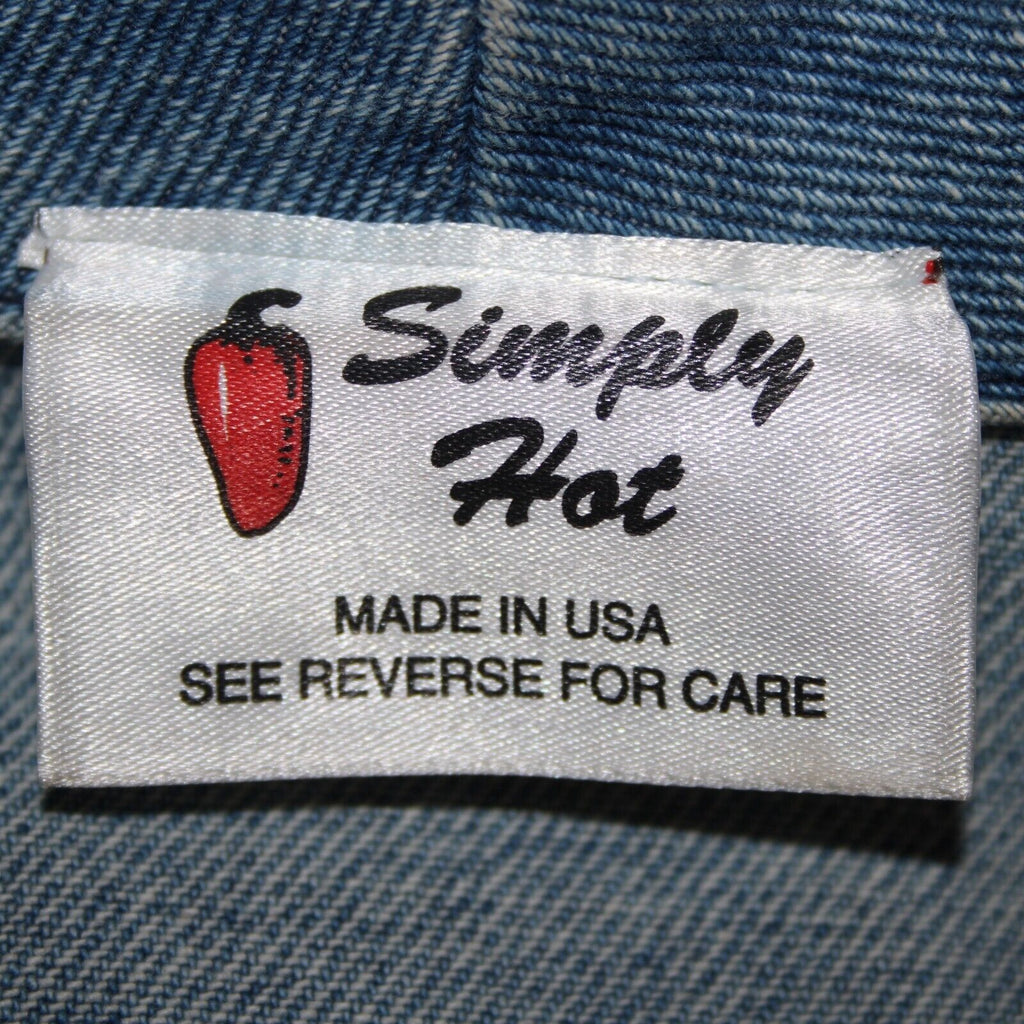 Simply
Hot
MADE IN USA
SEE REVERSE FOR CARE